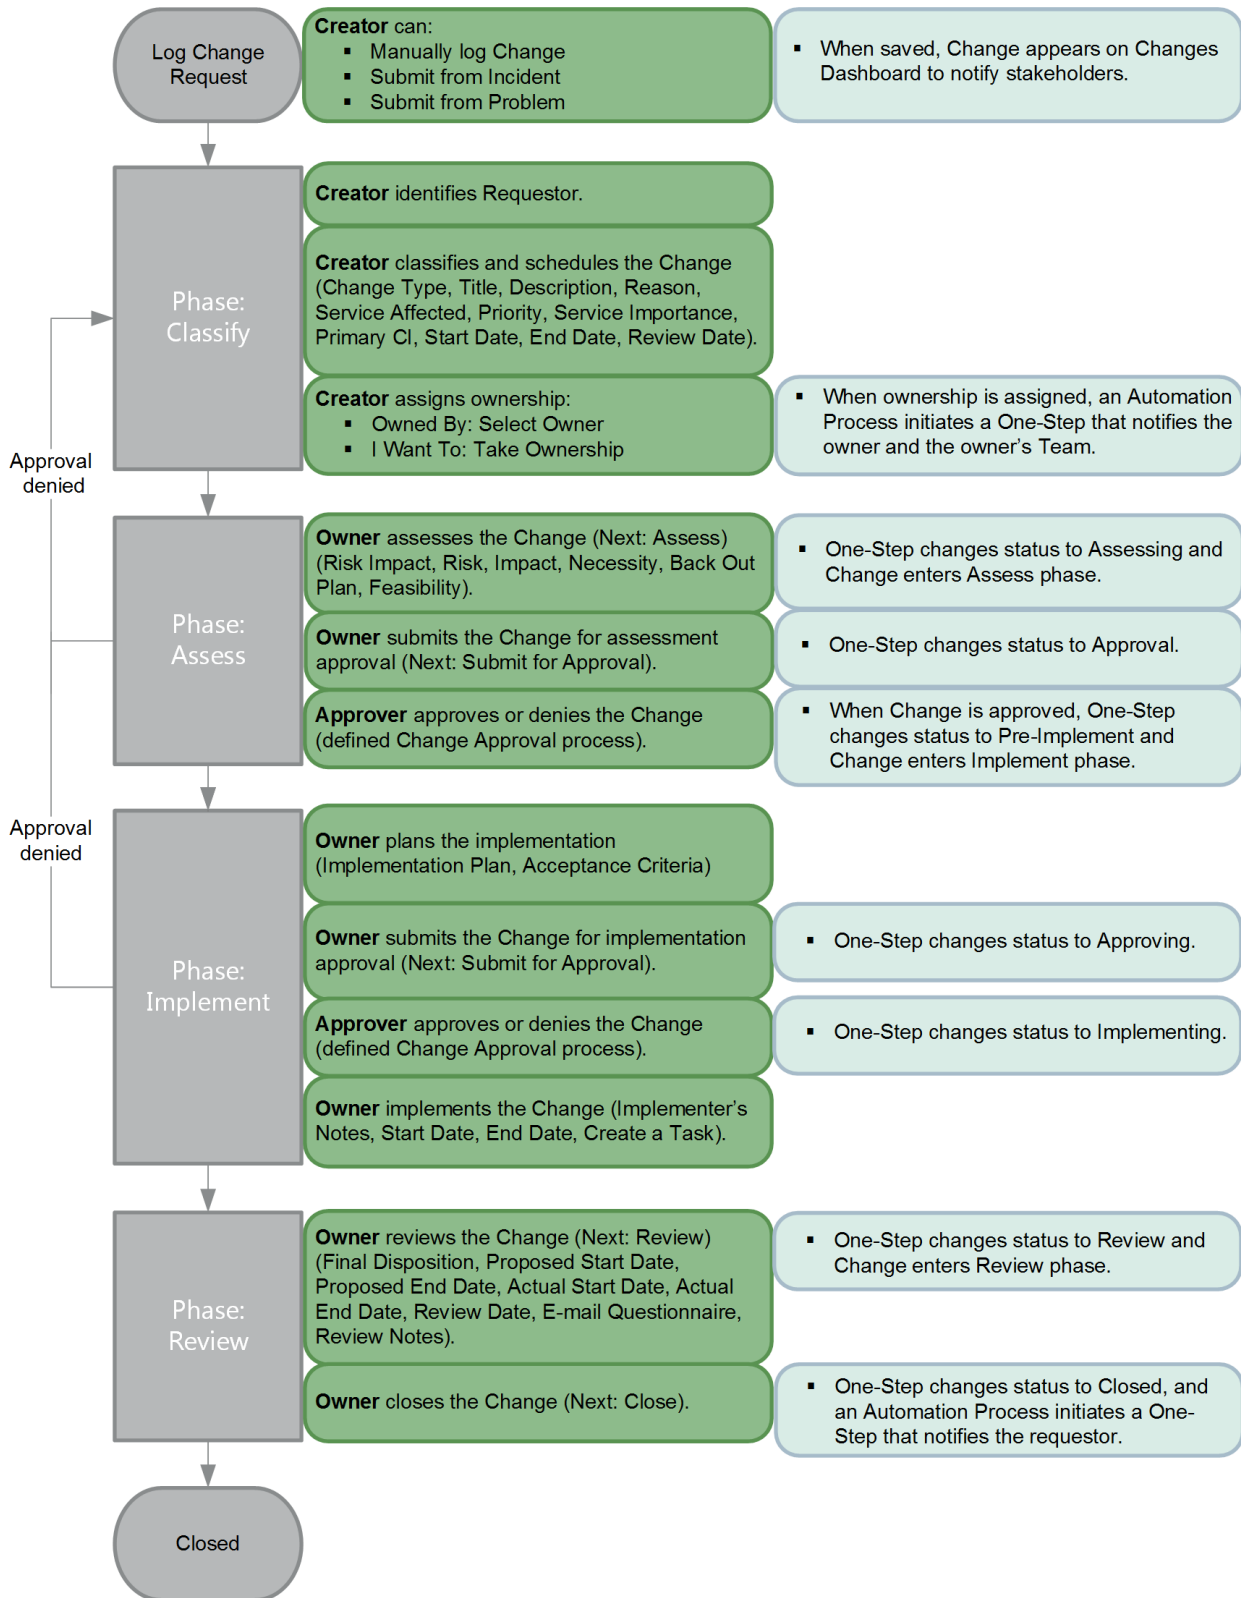 Log Change
Request
Creator can:
▪ Manually log Change
▪ Submit from Incident
▪ Submit from Problem
▪ When saved, Change appears on Changes
Dashboard to notify stakeholders.
Phase:
Classify
Creator identifies Requestor.
Creator classifies and schedules the Change
(Change Type, Title, Description, Reason,
Service Affected, Priority, Service Importance,
Primary CI, Start Date, End Date, Review Date).
Creator assigns ownership:
▪ Owned By: Select Owner
▪ I Want To: Take Ownership
▪ When ownership is assigned, an Automation
Process initiates a One-Step that notifies the
owner and the owner’s Team.
Approval
denied
Phase:
Assess
Owner assesses the Change (Next: Assess)
(Risk Impact, Risk, Impact, Necessity, Back Out
Plan, Feasibility).
▪ One-Step changes status to Assessing and
Change enters Assess phase.
Owner submits the Change for assessment
approval (Next: Submit for Approval).
▪ One-Step changes status to Approval.
Approver approves or denies the Change
(defined Change Approval process).
▪ When Change is approved, One-Step
changes status to Pre-Implement and
Change enters Implement phase.
Approval
denied
Phase:
Implement
Owner plans the implementation
(Implementation Plan, Acceptance Criteria)
Owner submits the Change for implementation
approval (Next: Submit for Approval).
▪ One-Step changes status to Approving.
Approver approves or denies the Change
(defined Change Approval process).
▪ One-Step changes status to Implementing.
Owner implements the Change (Implementer’s
Notes, Start Date, End Date, Create a Task).
Phase:
Review
Owner reviews the Change (Next: Review)
(Final Disposition, Proposed Start Date,
Proposed End Date, Actual Start Date, Actual
End Date, Review Date, E-mail Questionnaire,
Review Notes).
▪ One-Step changes status to Review and
Change enters Review phase.
Owner closes the Change (Next: Close).
▪ One-Step changes status to Closed, and
an Automation Process initiates a One-
Step that notifies the requestor.
Closed